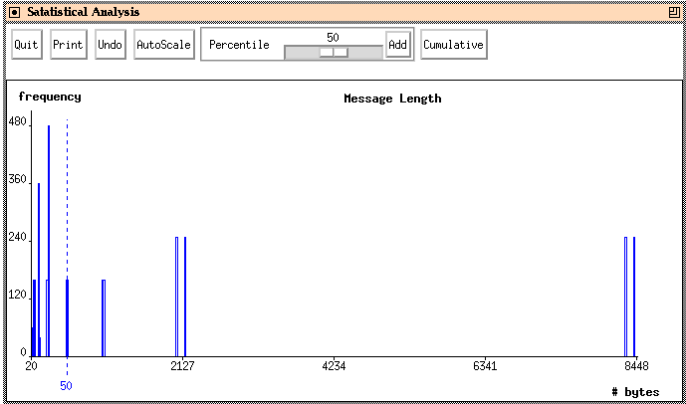 Satatistical Analysis
Quit Print Undo AutoScale Percentile 50 Add Cumulative
frequency Message Length
480
360
240
120
0
20 2127 4234 6341 8448
50
# bytes